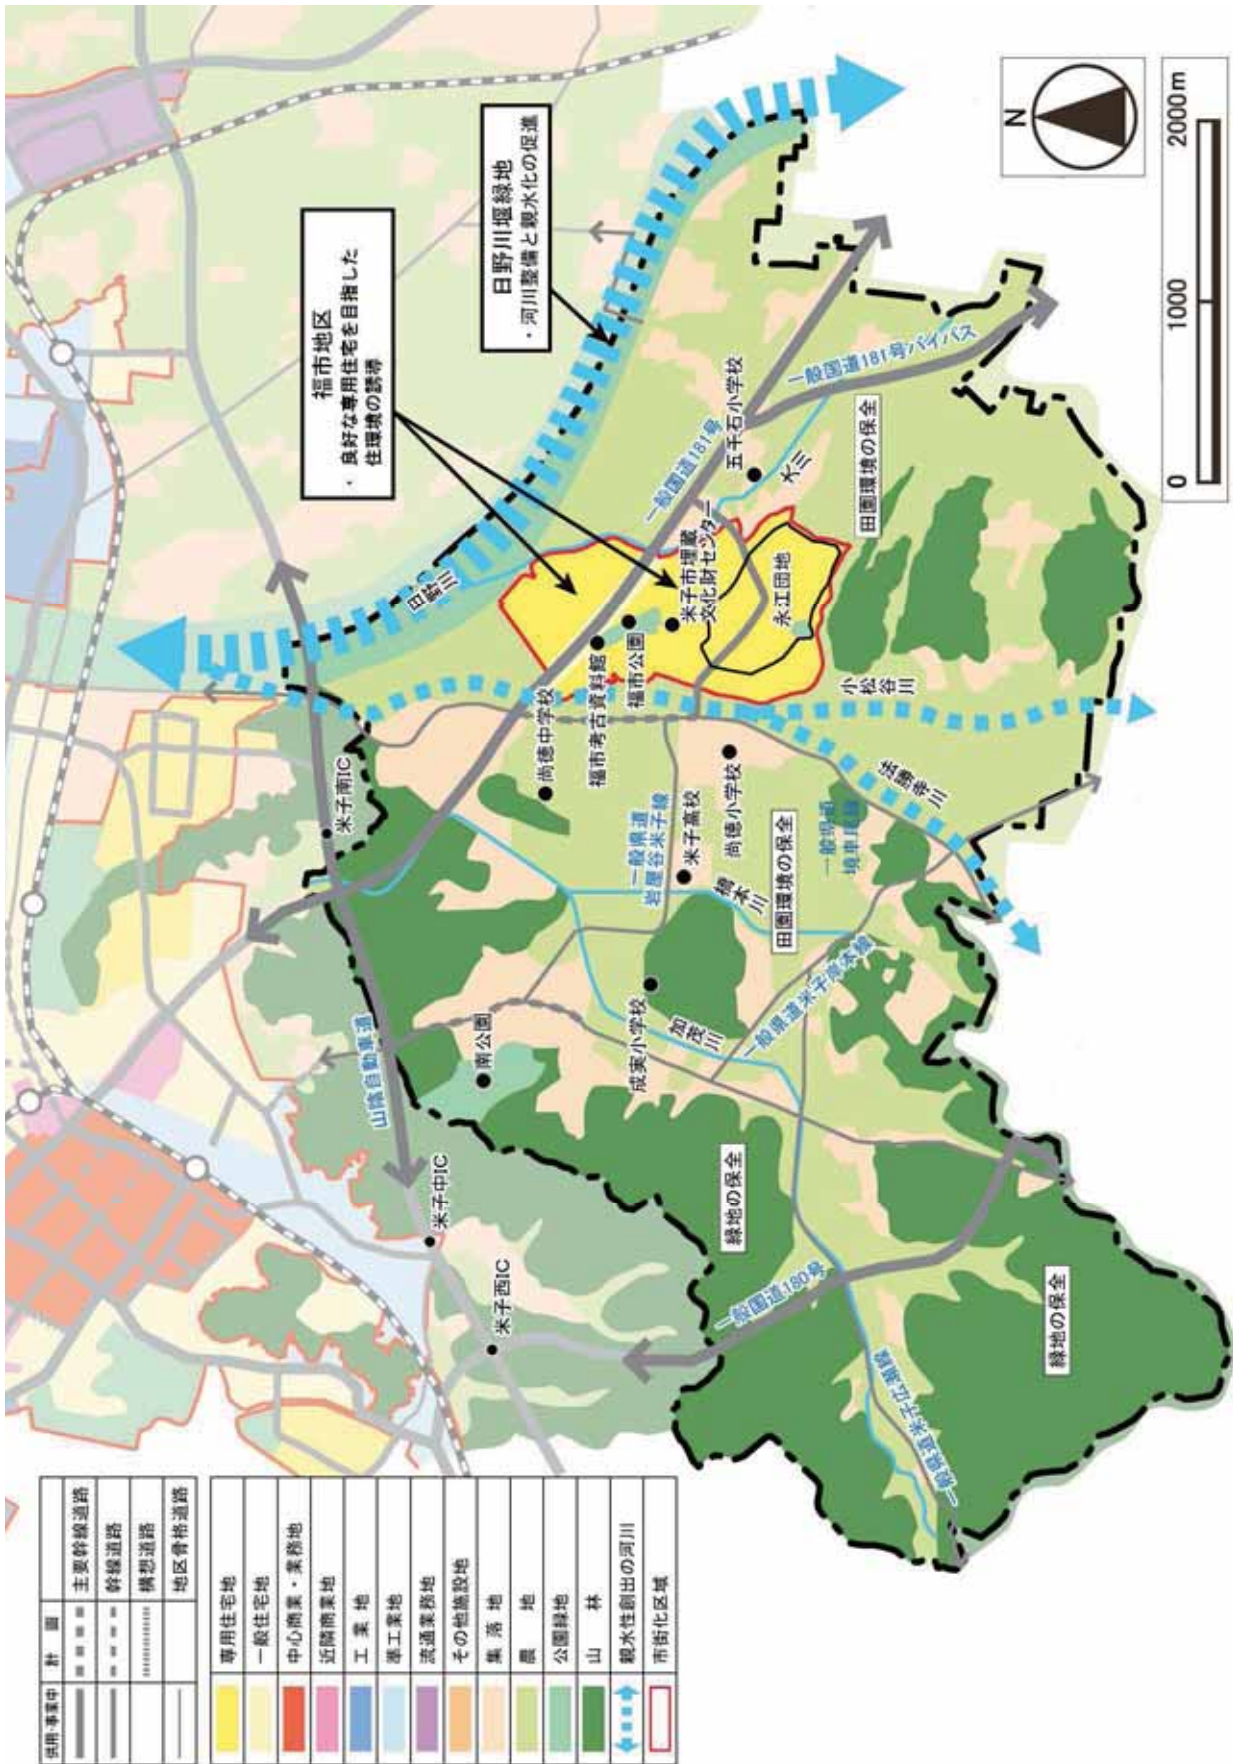 福市地区
・ 良好な専用住宅を目指した
住環境の誘導
日野川堰緑地
・ 河川整備と親水化の促進
N
0 1000 2000m
山陰自動車道
米子西IC
米子中IC
米子南IC
日野川
南公園
尚徳中学校
福市考古資料館
福市公園
米子市埋蔵
文化財センター
永江団地
一般国道181号
五千石小学校
一般国道181号バイパス
大川
田園環境の保全
小松谷川
法勝寺川
一般県道
岩屋谷米子線
米子高校
尚徳小学校
橋本川
田園環境の保全
一般県道
成実小学校
加茂川
一般県道米子岸本線
緑地の保全
一般国道180号
緑地の保全
一般県道米子広瀬線
供用・事業中 計画
主要幹線道路
幹線道路
構想道路
地区骨格道路
専用住宅地
一般住宅地
中心商業・業務地
近隣商業地
工業地
準工業地
流通業務地
その他施設地
集落地
農地
公園緑地
山林
親水性創出の河川
市街化区域